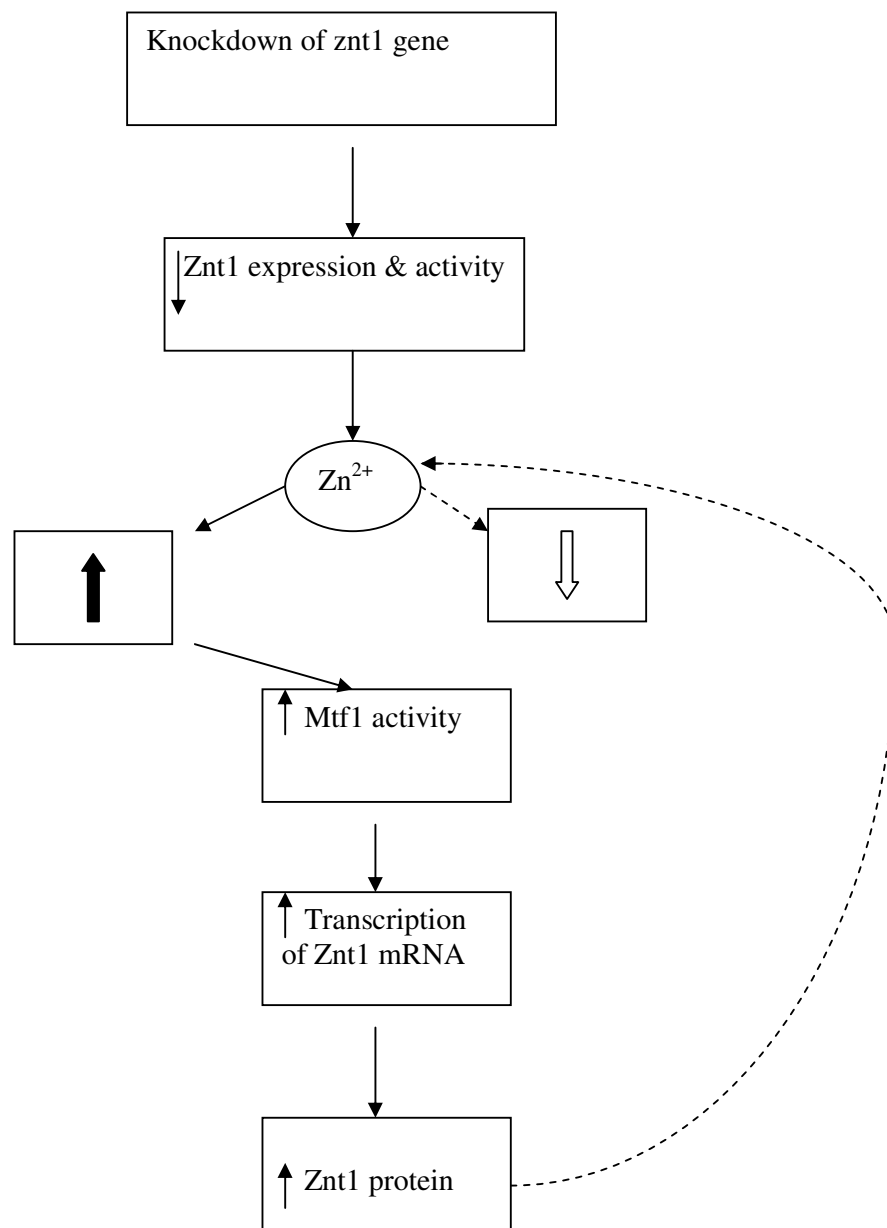 Knockdown of znt1 gene
Znt1 expression & activity
Zn²⁺
Mtf1 activity
Transcription
of Znt1 mRNA
Znt1 protein